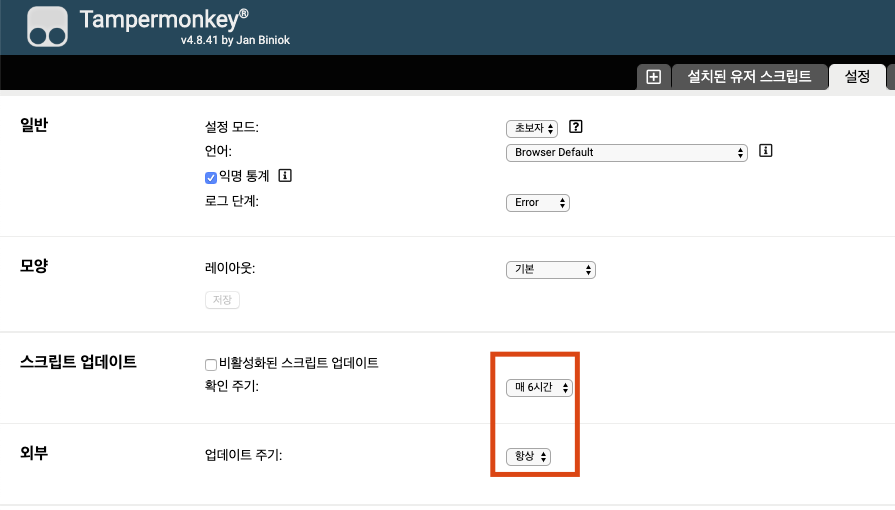 Tampermonkey®
v4.8.41 by Jan Biniok
설치된 유저 스크립트
설정
일반
설정 모드:
초보자
언어:
Browser Default
익명 통계
로그 단계:
Error
모양
레이아웃:
기본
저장
스크립트 업데이트
비활성화된 스크립트 업데이트
확인 주기:
매 6시간
외부
업데이트 주기:
항상